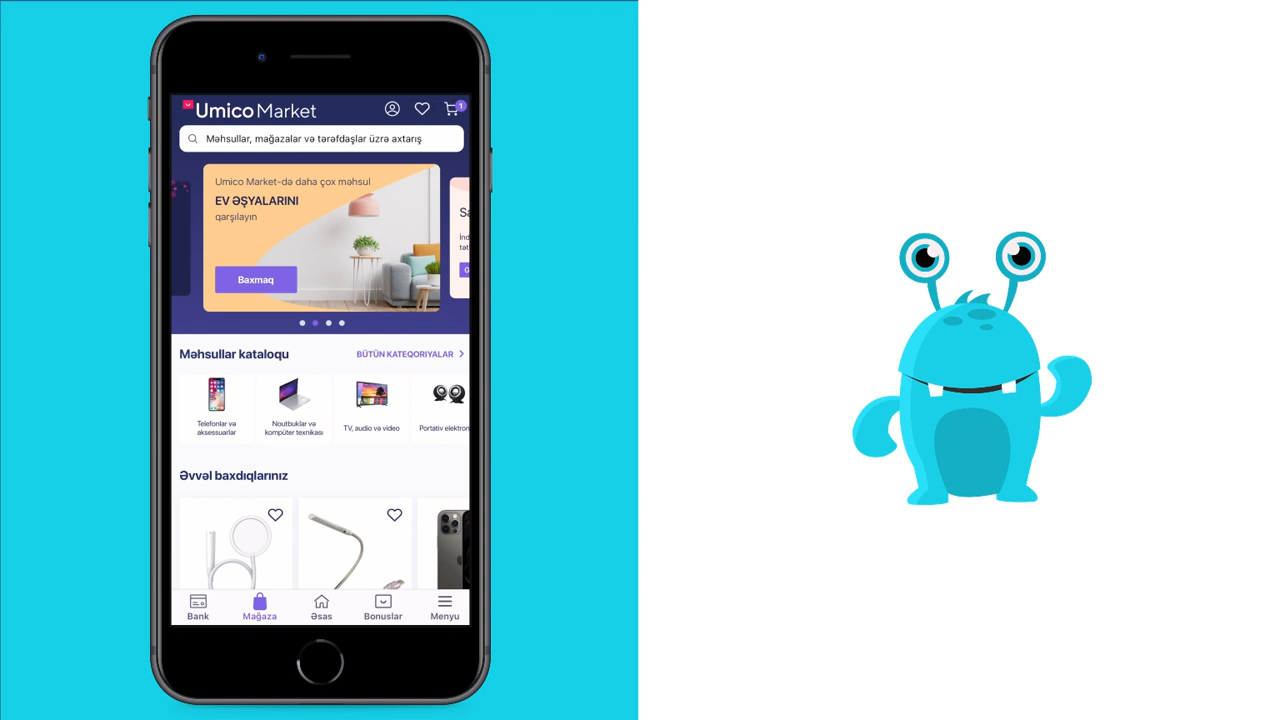 Umico Market
1
Məhsullar, mağazalar və tərəfdaşlar üzrə axtarış
Umico Market-də daha çox məhsul
EV ƏŞYALARINI
qarşılayın
Baxmaq
Məhsullar kataloqu
BÜTÜN KATEQORIYALAR
Telefonlar və
aksessuarlar
Noutbuklar və
kompüter texnikası
TV, audio və video
Portativ elektron
Əvvəl baxdıqlarınız
Bank
Mağaza
Əsas
Bonuslar
Menyu